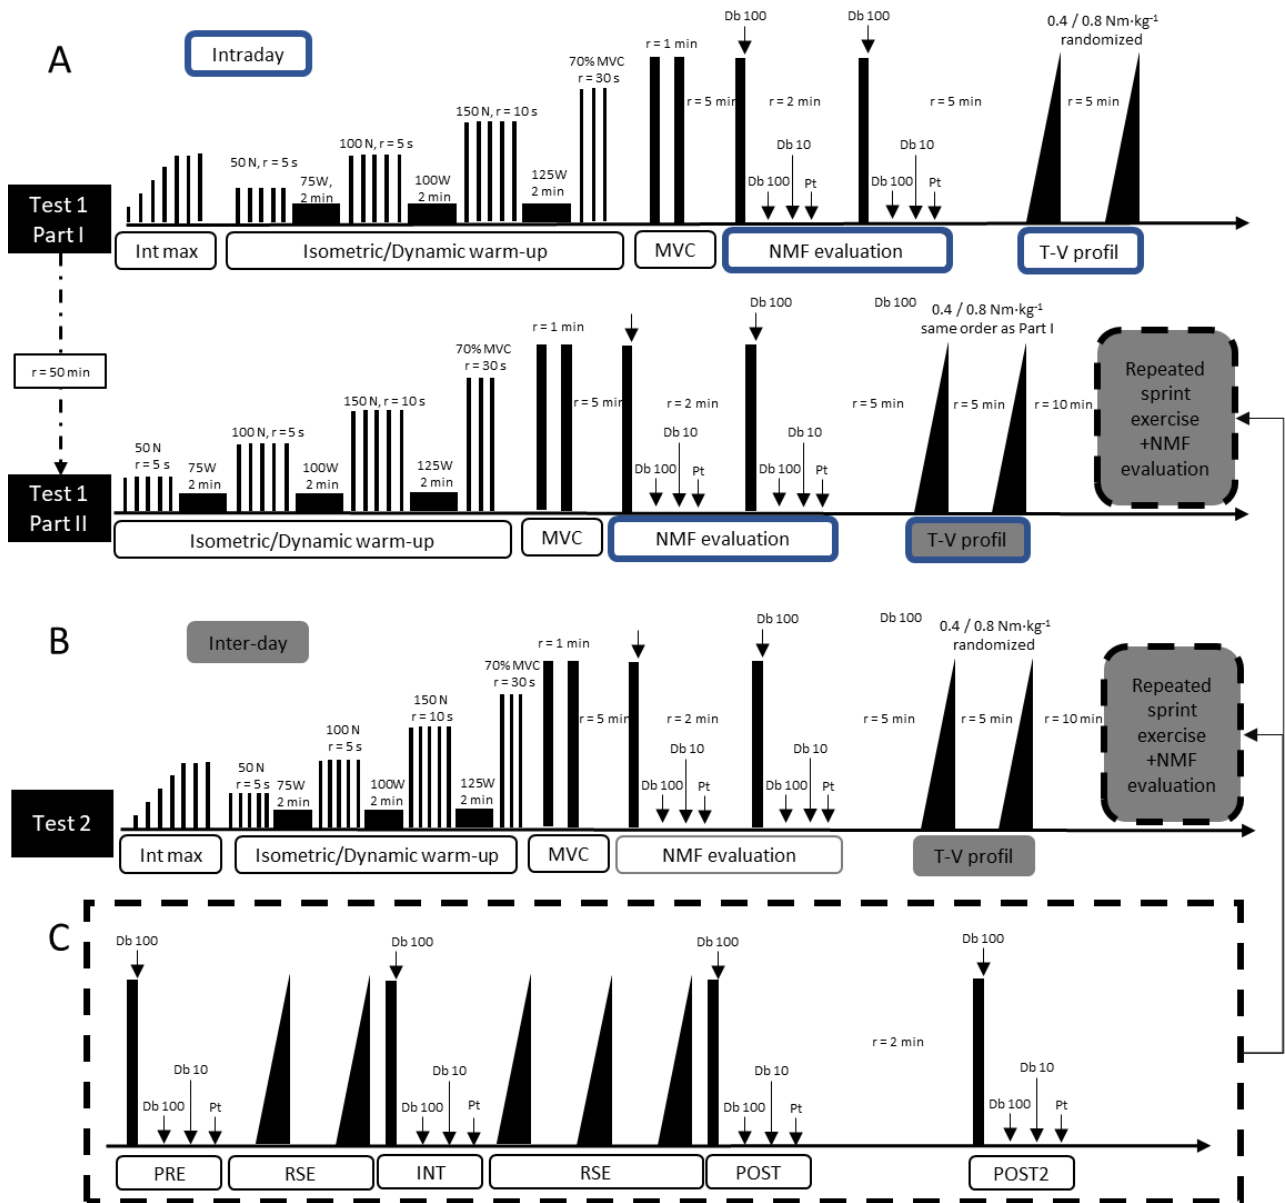 A
Intraday
Test 1
Part I
50 N, r = 5 s
75W,
2 min
100 N, r = 5 s
100W
2 min
150 N, r = 10 s
125W
2 min
70% MVC
r = 30 s
r = 1 min
r = 5 min
Db 100
r = 2 min
Db 100
Db 10
Pt
Db 100
r = 5 min
Db 100
Db 10
Pt
0.4 / 0.8 Nm·kg-1
randomized
r = 5 min
Int max
Isometric/Dynamic warm-up
MVC
NMF evaluation
T-V profil
r = 50 min
Test 1
Part II
50 N
r = 5 s
75W
2 min
100 N, r = 5 s
100W
2 min
150 N, r = 10 s
125W
2 min
70% MVC
r = 30 s
r = 1 min
r = 5 min
r = 2 min
Db 100
Db 10
Pt
Db 100
Db 10
Pt
Db 100
r = 5 min
0.4 / 0.8 Nm·kg-1
same order as Part I
r = 5 min
r = 10 min
Repeated
sprint
exercise
+NMF
evaluation
Isometric/Dynamic warm-up
MVC
NMF evaluation
T-V profil
B
Inter-day
Test 2
50 N
r = 5 s
75W
2 min
100 N
r = 5 s
100W
2 min
150 N
r = 10 s
125W
2 min
70% MVC
r = 30 s
r = 1 min
r = 5 min
r = 2 min
Db 100
Db 10
Pt
Db 100
Db 10
Pt
Db 100
r = 5 min
0.4 / 0.8 Nm·kg-1
randomized
r = 5 min
r = 10 min
Repeated
sprint
exercise
+NMF
evaluation
Int max
Isometric/Dynamic warm-up
MVC
NMF evaluation
T-V profil
C
Db 100
Db 100
Db 10
Pt
Db 100
Db 100
Db 10
Pt
Db 100
Db 100
Db 10
Pt
r = 2 min
Db 100
Db 100
Db 10
Pt
PRE
RSE
INT
RSE
POST
POST2